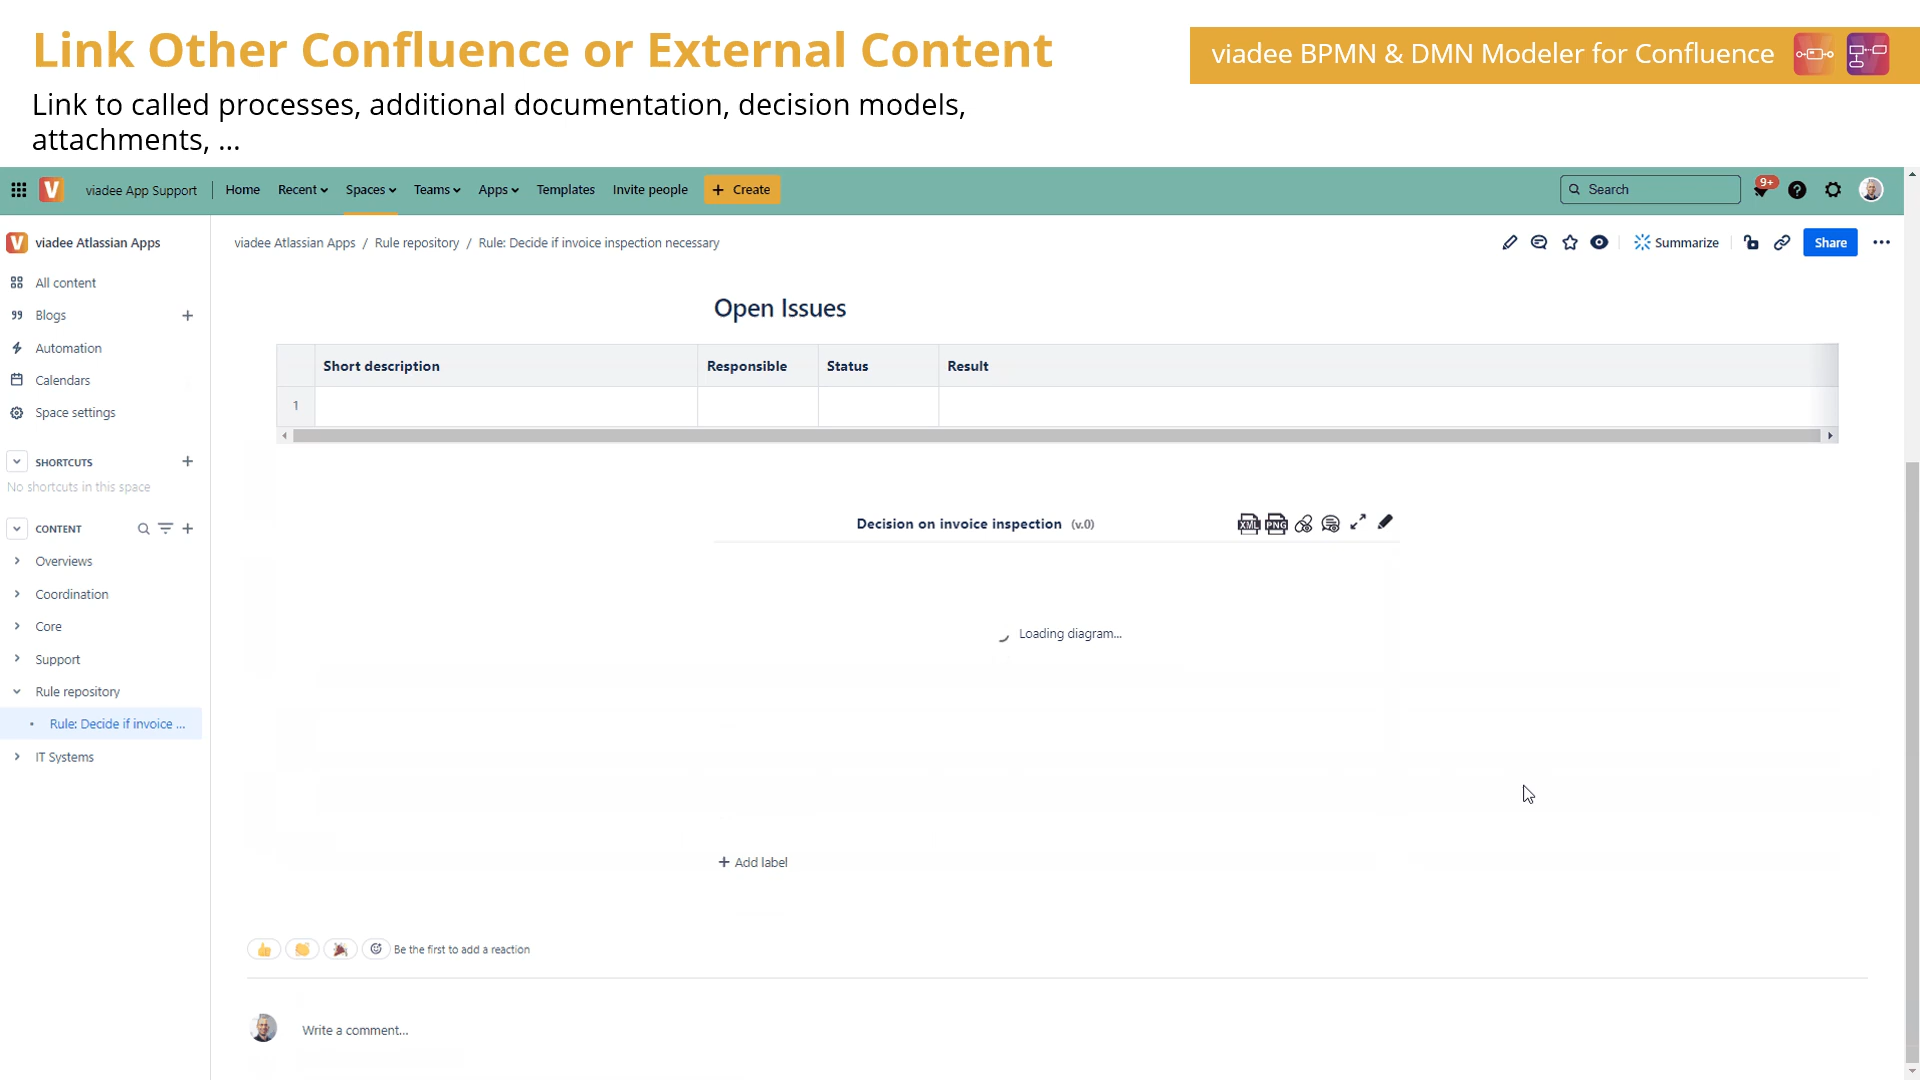 Link Other Confluence or External Content
viadee BPMN & DMN Modeler for Confluence
Link to called processes, additional documentation, decision models,
attachments, ...
V viadee App Support Home Recent Spaces Teams Apps Templates Invite people + Create Search 9+
V viadee Atlassian Apps
viadee Atlassian Apps / Rule repository / Rule: Decide if invoice inspection necessary
Summarize Share
All content
Blogs
Automation
Calendars
Space settings
SHORTCUTS
No shortcuts in this space
CONTENT
Overviews
Coordination
Core
Support
Rule repository
Rule: Decide if invoice ...
IT Systems
Open Issues
Short description Responsible Status Result
1
Decision on invoice inspection (v.0)
XML PNG
Loading diagram...
+ Add label
Be the first to add a reaction
Write a comment...